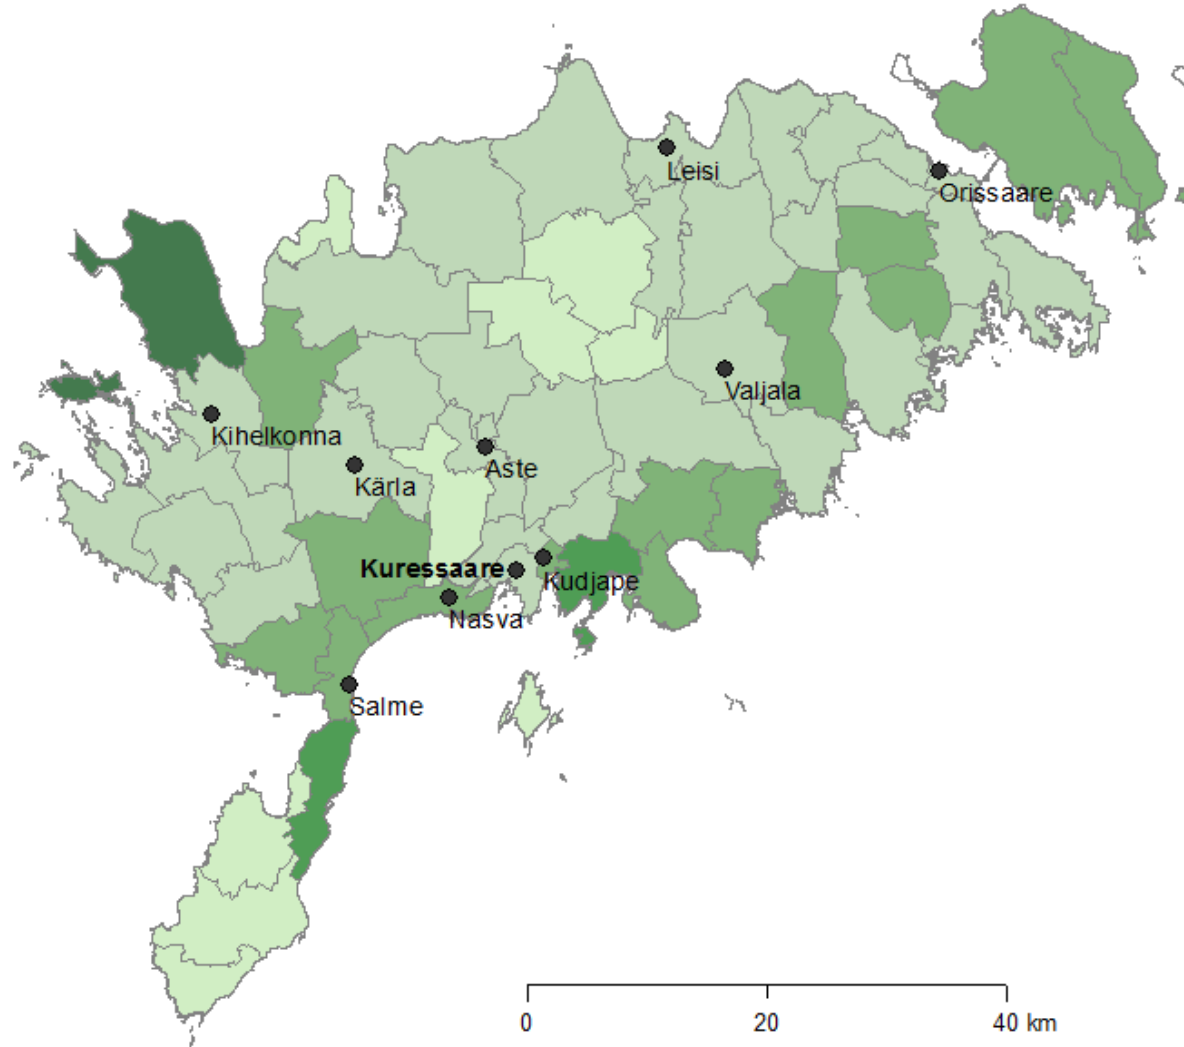 Leisi
Orissaare
Valjala
Kihelkonna
Aste
Kärla
Kuressaare
Kudjape
Nasva
Salme
0 20 40 km